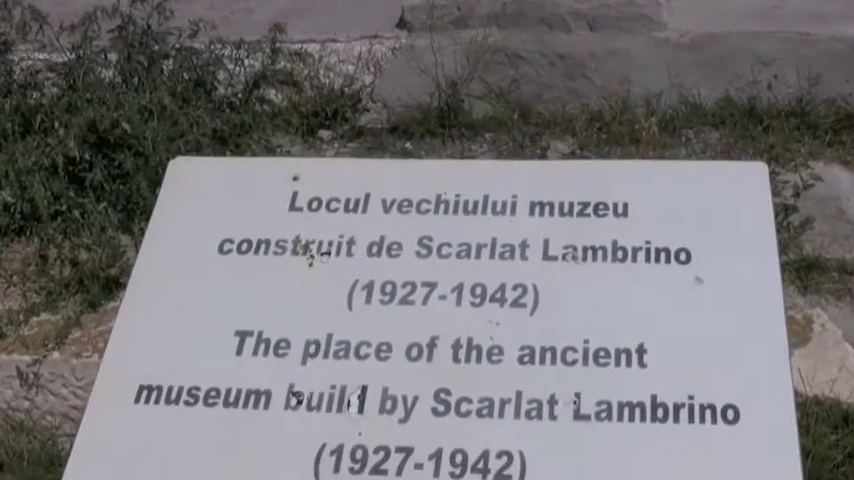 Locul vechiului muzeu
construit de Scarlat Lambrino
(1927-1942)
The place of the ancient
museum build by Scarlat Lambrino
(1927-1942)